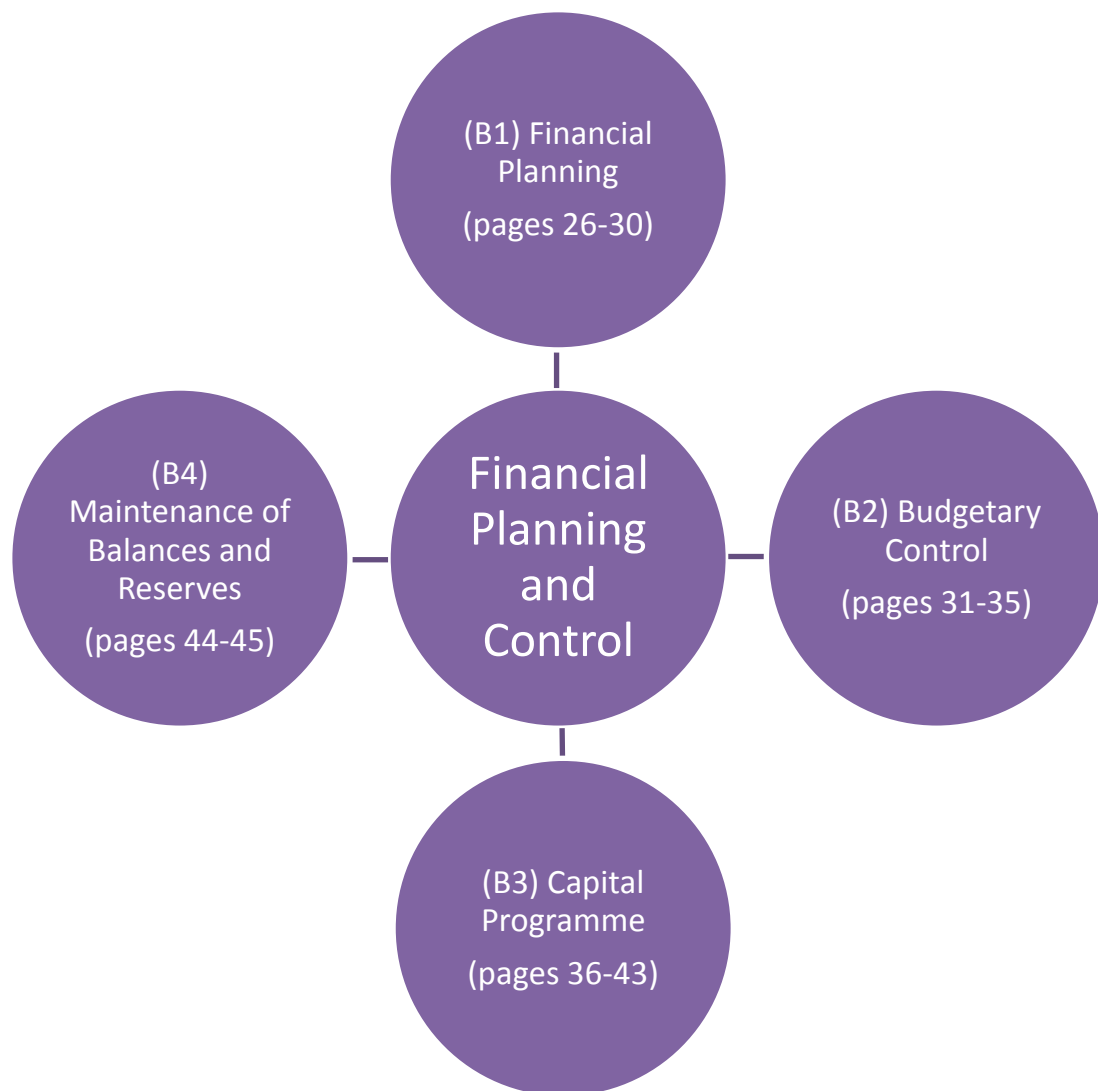 (B1) Financial
Planning
(pages 26-30)
(B4)
Maintenance of
Balances and
Reserves
(pages 44-45)
Financial
Planning
and
Control
(B2) Budgetary
Control
(pages 31-35)
(B3) Capital
Programme
(pages 36-43)